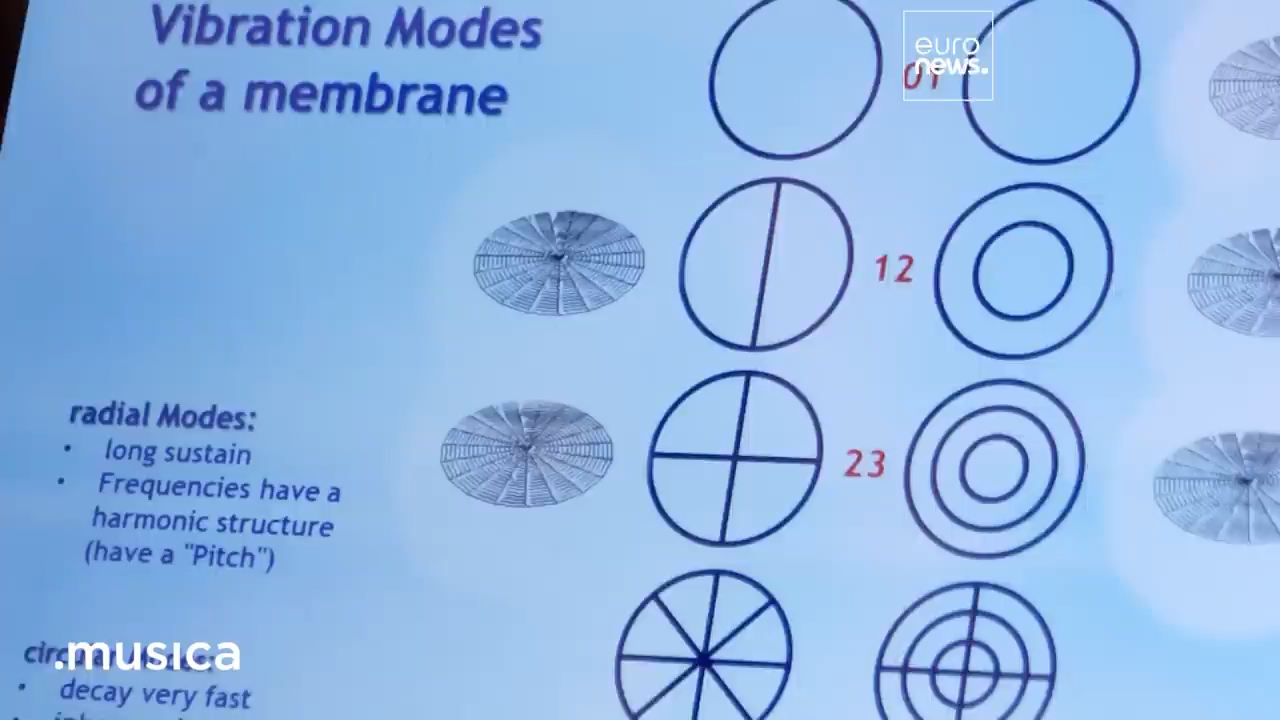 Vibration Modes
of a membrane
euro
news.
01
12
23
radial Modes:
• long sustain
• Frequencies have a
harmonic structure
(have a "Pitch")
.musica
• decay very fast